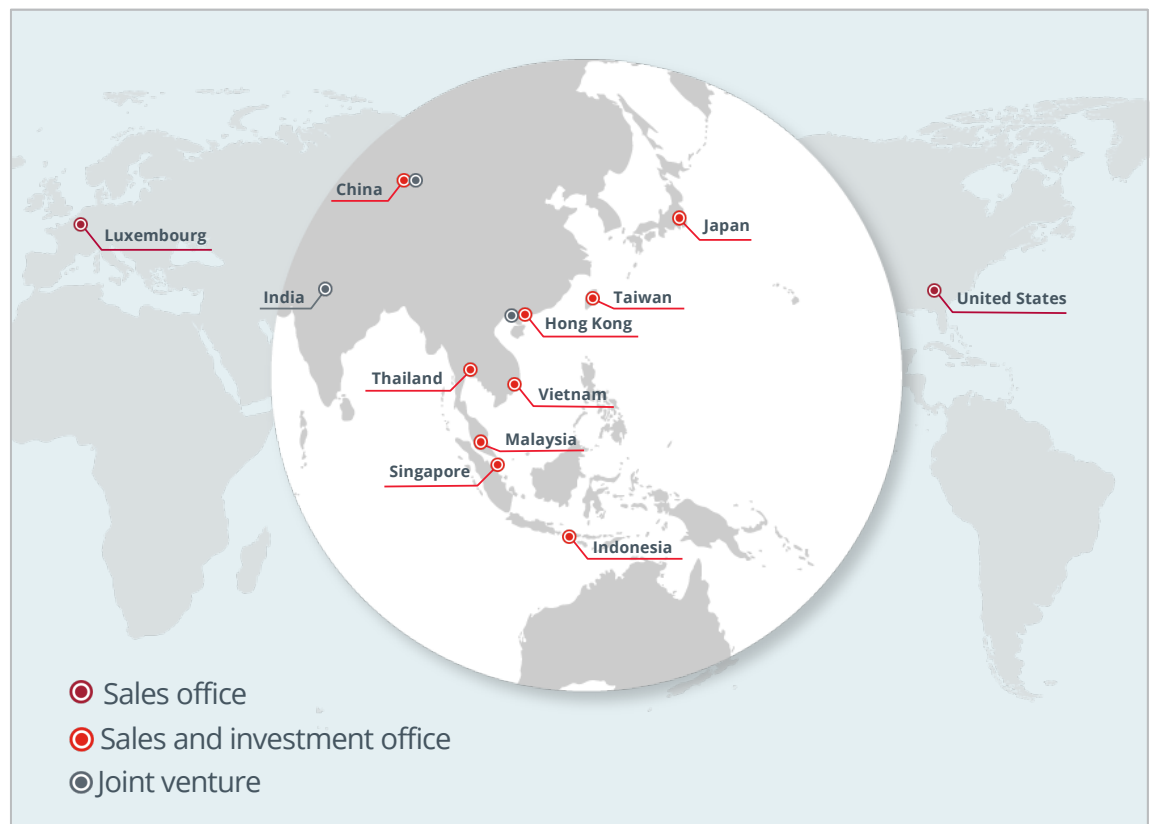 China
Japan
Luxembourg
India
Taiwan
United States
Hong Kong
Thailand
Vietnam
Malaysia
Singapore
Indonesia
Sales office
Sales and investment office
Joint venture